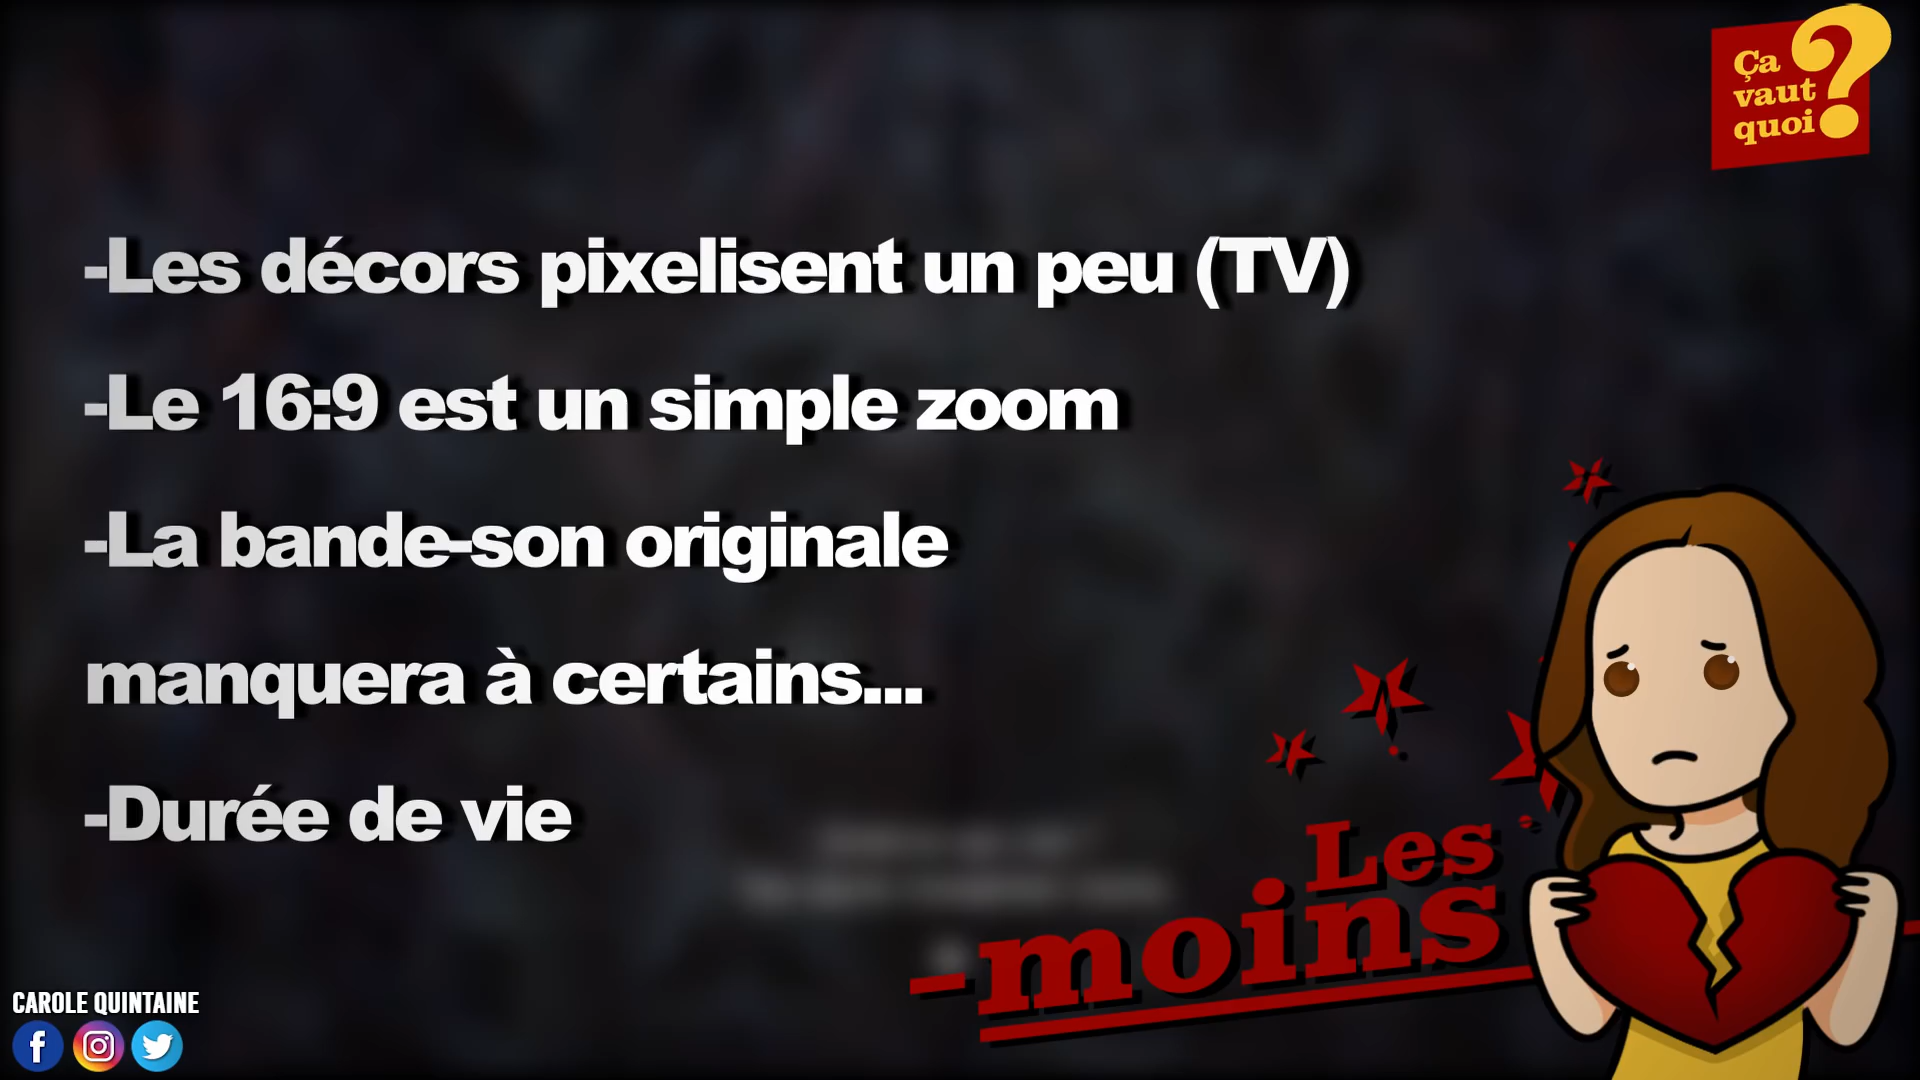 Ça
vaut
quoi?
-Les décors pixelisent un peu (TV)
-Le 16:9 est un simple zoom
-La bande-son originale
manquera à certains...
-Durée de vie
Les
-moins-
CAROLE QUINTAINE